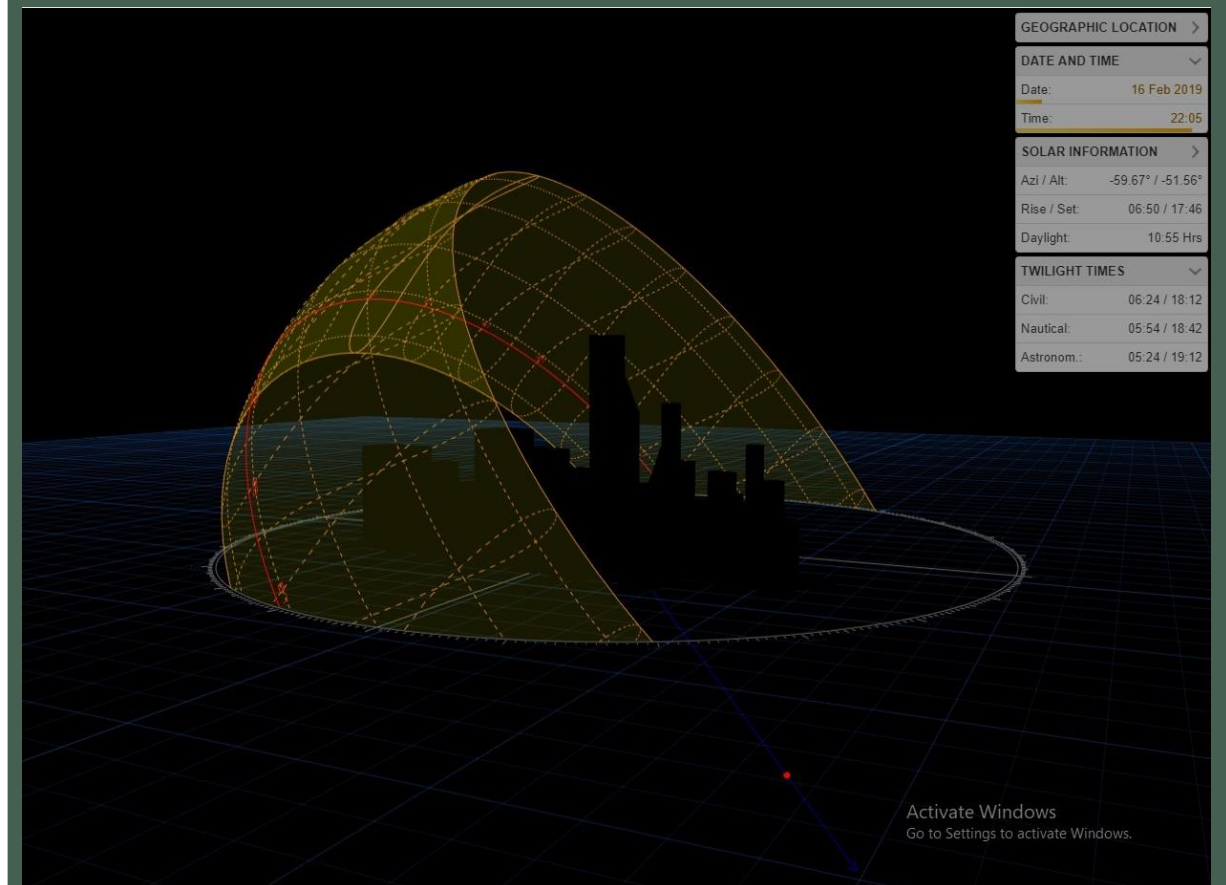 GEOGRAPHIC LOCATION
DATE AND TIME
Date: 16 Feb 2019
Time: 22:05
SOLAR INFORMATION
Azi / Alt: -59.67° / -51.56°
Rise / Set: 06:50 / 17:46
Daylight: 10:55 Hrs
TWILIGHT TIMES
Civil: 06:24 / 18:12
Nautical: 05:54 / 18:42
Astronom.: 05:24 / 19:12
Activate Windows
Go to Settings to activate Windows.